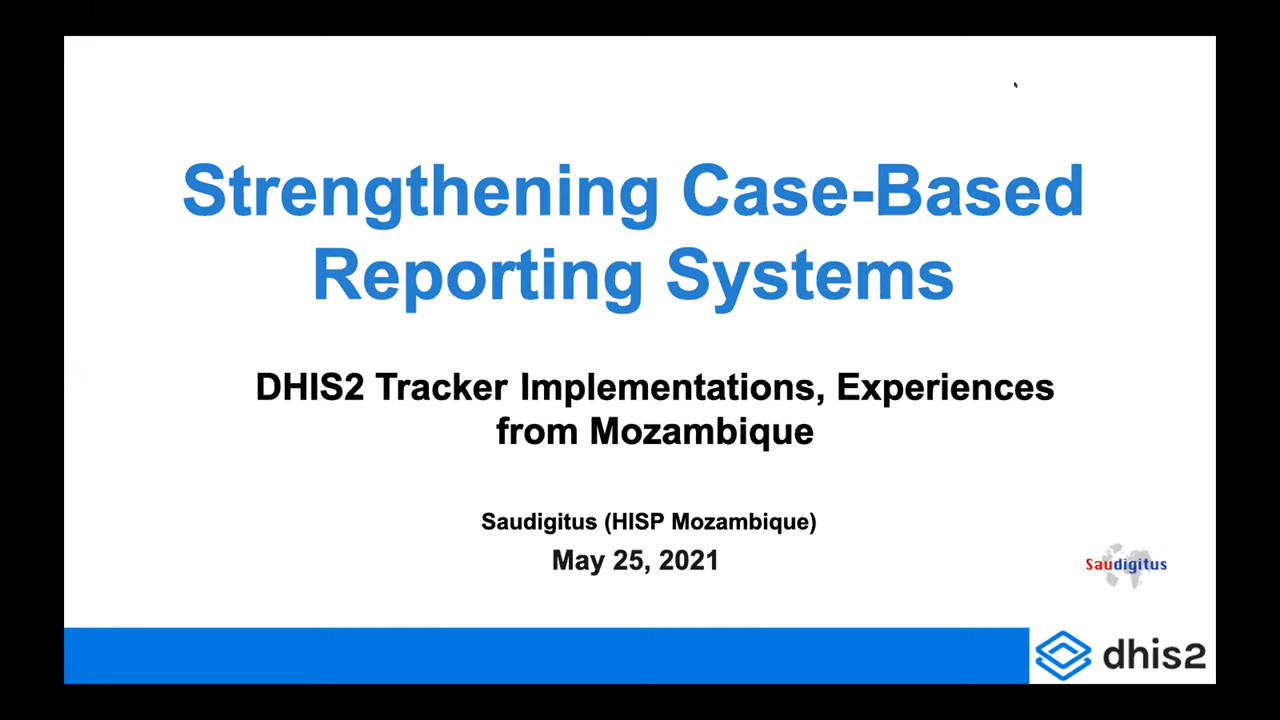 Strengthening Case-Based
Reporting Systems
DHIS2 Tracker Implementations, Experiences
from Mozambique
Saudigitus (HISP Mozambique)
May 25, 2021
Saudigitus
dhis2